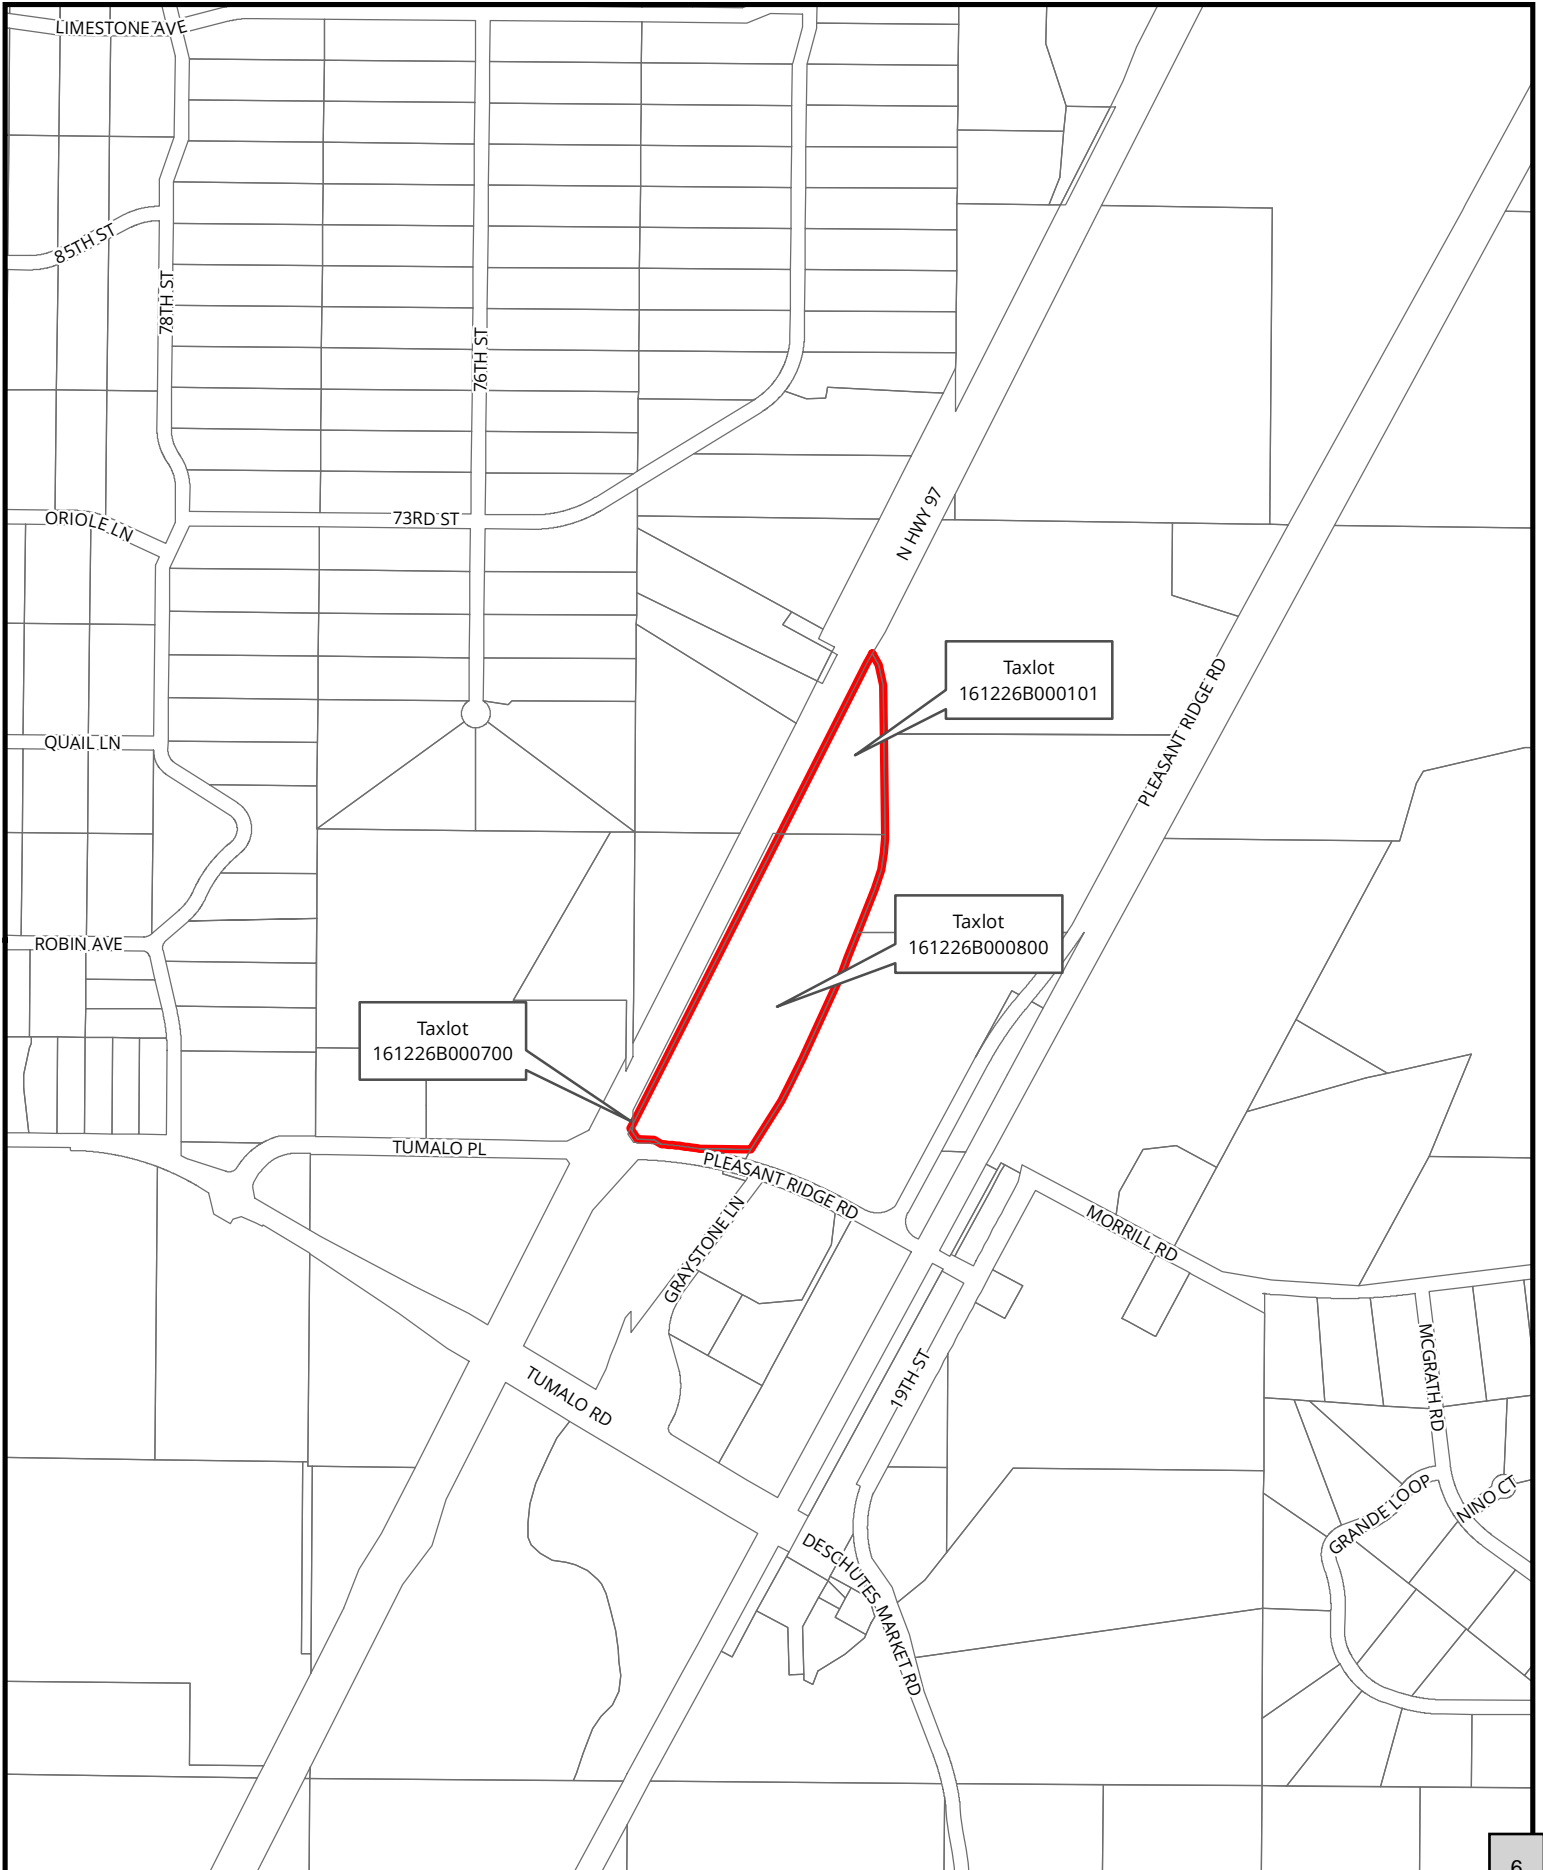 LIMESTONE AVE
85TH ST
78TH ST
76TH ST
N HWY 97
ORIOLE LN
73RD ST
Taxlot
161226B000101
PLEASANT RIDGE RD
QUAIL LN
Taxlot
161226B000800
ROBIN AVE
Taxlot
161226B000700
TUMALO PL
PLEASANT RIDGE RD
GRAYSTONE LN
MORRILL RD
TUMALO RD
19TH ST
MCGRATH RD
GRANDE LOOP
NINO CT
DESCHUTES MARKET RD
6